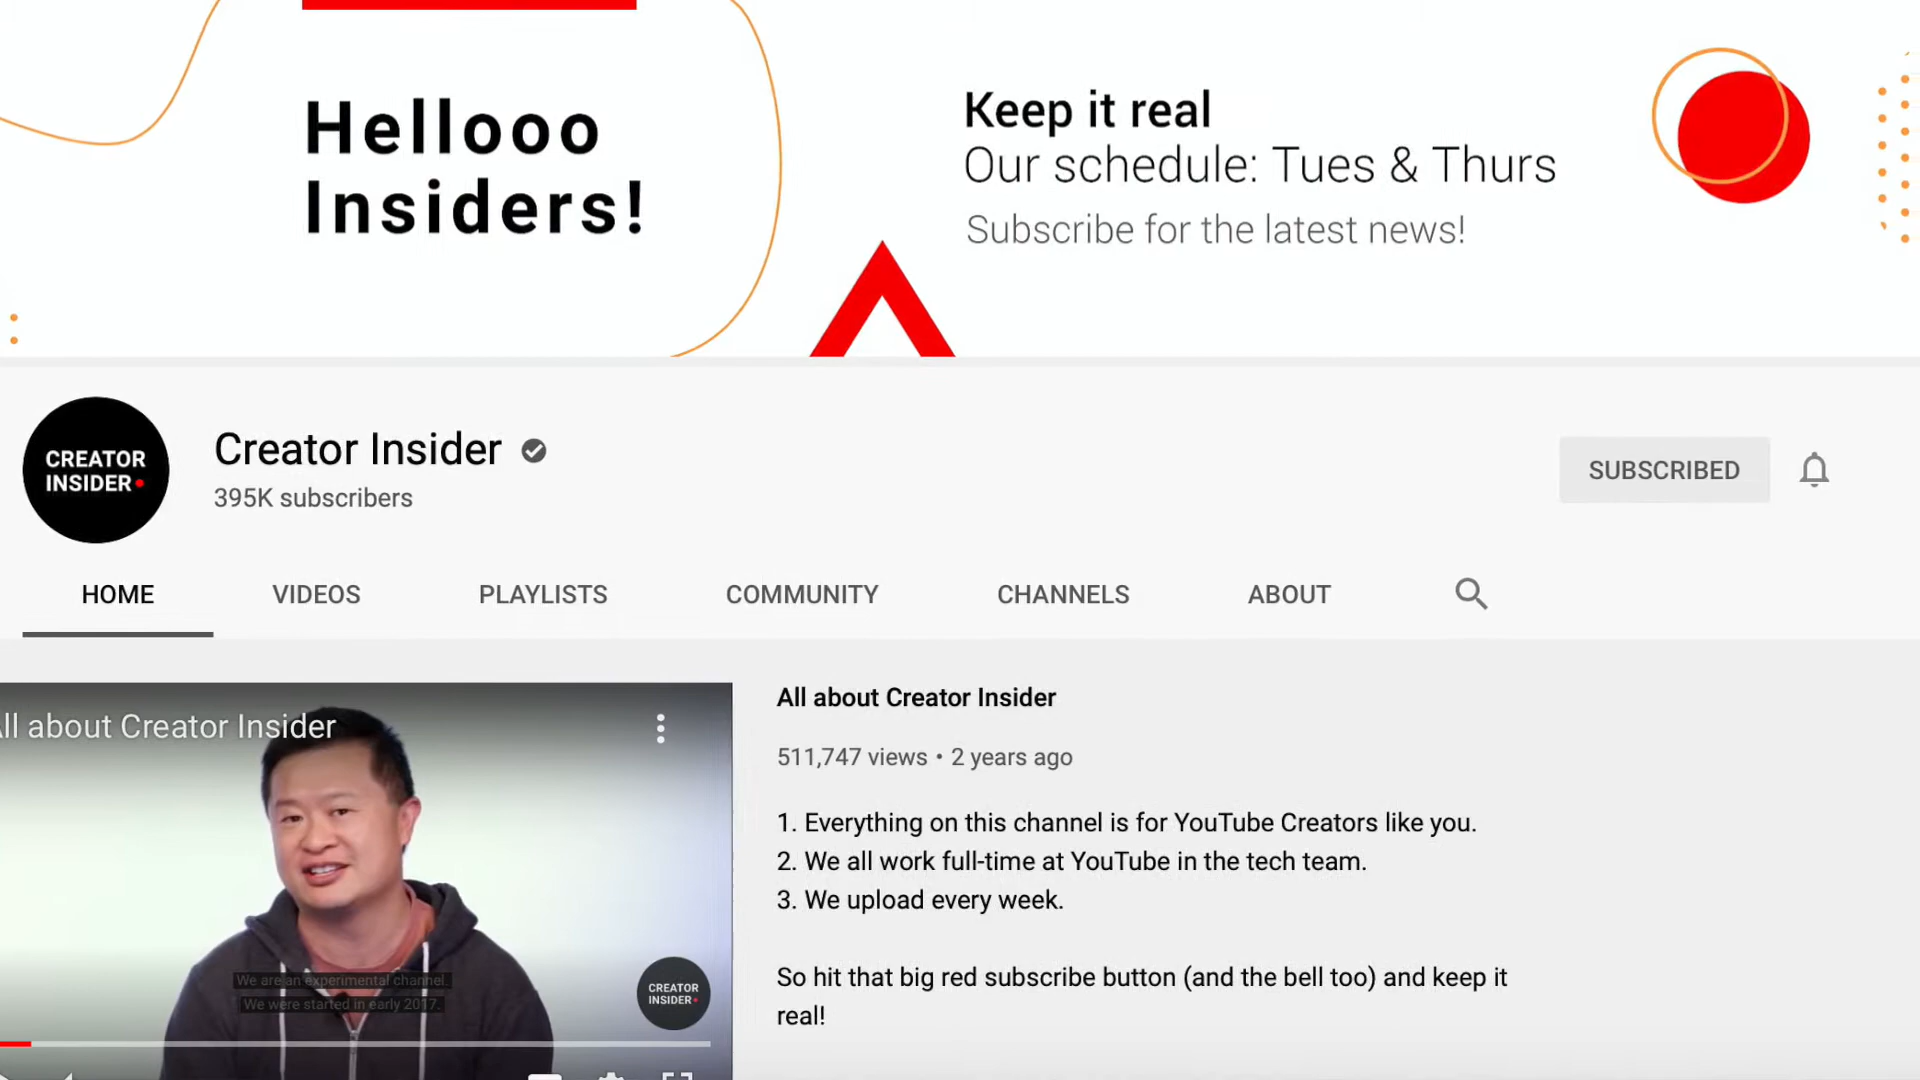 Hellooo
Insiders!
Keep it real
Our schedule: Tues & Thurs
Subscribe for the latest news!
CREATOR
INSIDER
Creator Insider
395K subscribers
SUBSCRIBED
HOME
VIDEOS
PLAYLISTS
COMMUNITY
CHANNELS
ABOUT
ll about Creator Insider
We are an experimental channel.
We were started in early 2017.
CREATOR
INSIDER
All about Creator Insider
511,747 views • 2 years ago
1. Everything on this channel is for YouTube Creators like you.
2. We all work full-time at YouTube in the tech team.
3. We upload every week.
So hit that big red subscribe button (and the bell too) and keep it
real!